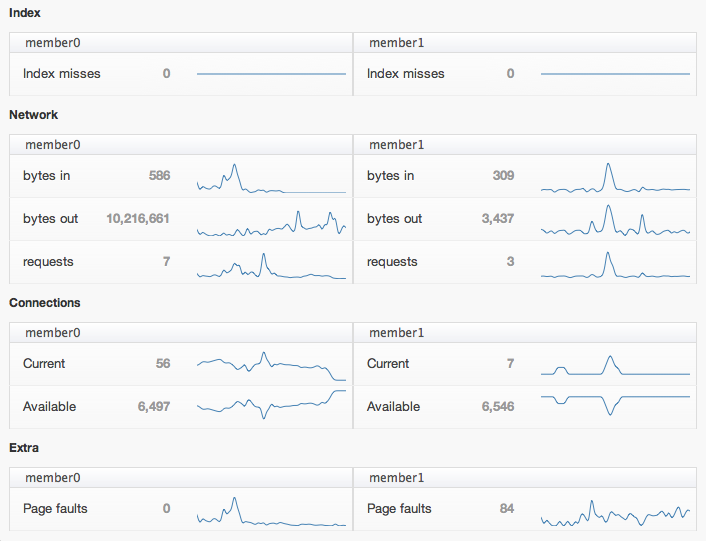 Index
member0 member1
Index misses 0 Index misses 0
Network
member0 member1
bytes in 586 bytes in 309
bytes out 10,216,661 bytes out 3,437
requests 7 requests 3
Connections
member0 member1
Current 56 Current 7
Available 6,497 Available 6,546
Extra
member0 member1
Page faults 0 Page faults 84